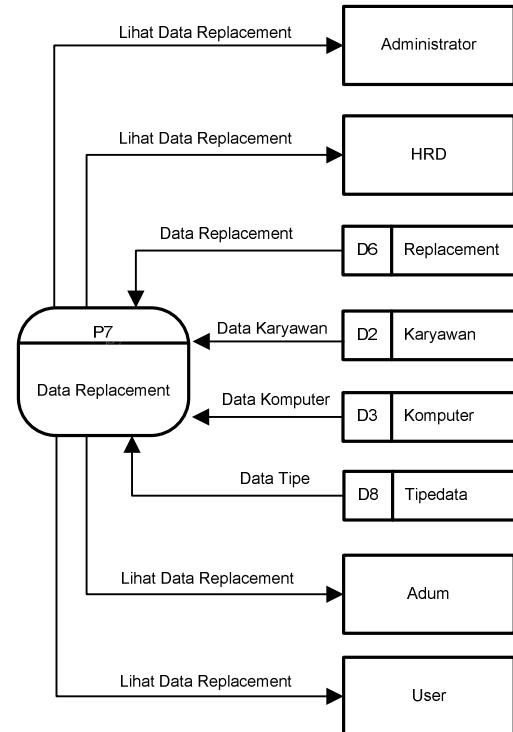 Lihat Data Replacement
Administrator
Lihat Data Replacement
HRD
Data Replacement
D6 Replacement
P7
Data Replacement
Data Karyawan
D2 Karyawan
Data Komputer
D3 Komputer
Data Tipe
D8 Tipedata
Lihat Data Replacement
Adum
Lihat Data Replacement
User